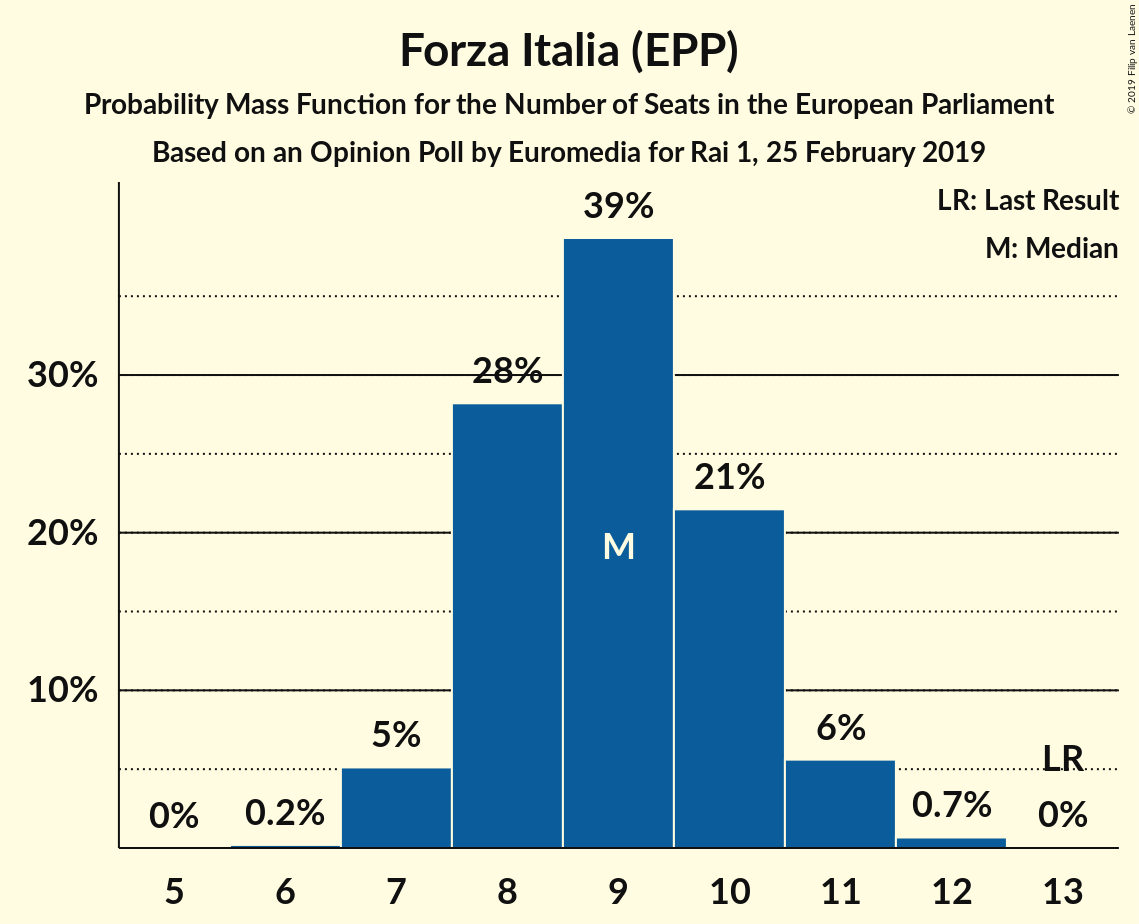 Forza Italia (EPP)
Probability Mass Function for the Number of Seats in the European Parliament
Based on an Opinion Poll by Euromedia for Rai 1, 25 February 2019
© 2019 Filip van Laenen
LR: Last Result
M: Median
39%
28%
21%
M
5%
6%
0%
0.2%
0.7%
LR
0%
30%
20%
10%
5 6 7 8 9 10 11 12 13